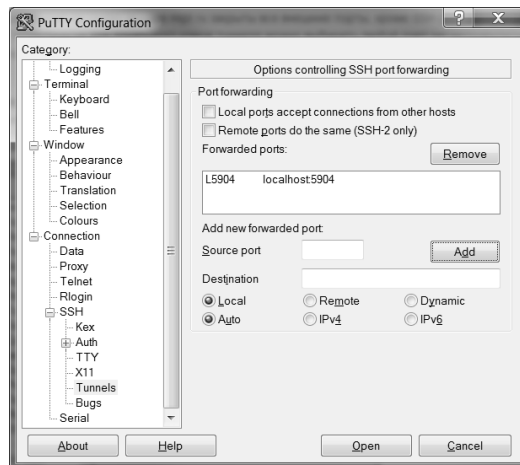 PuTTY Configuration
Category:
Logging
Terminal
Keyboard
Bell
Features
Window
Appearance
Behaviour
Translation
Selection
Colours
Connection
Data
Proxy
Telnet
Rlogin
SSH
Kex
Auth
TTY
X11
Tunnels
Bugs
Serial
Options controlling SSH port forwarding
Port forwarding
Local ports accept connections from other hosts
Remote ports do the same (SSH-2 only)
Forwarded ports:
Remove
L5904 localhost:5904
Add new forwarded port:
Source port
Add
Destination
Local Remote Dynamic
Auto IPv4 IPv6
About Help Open Cancel